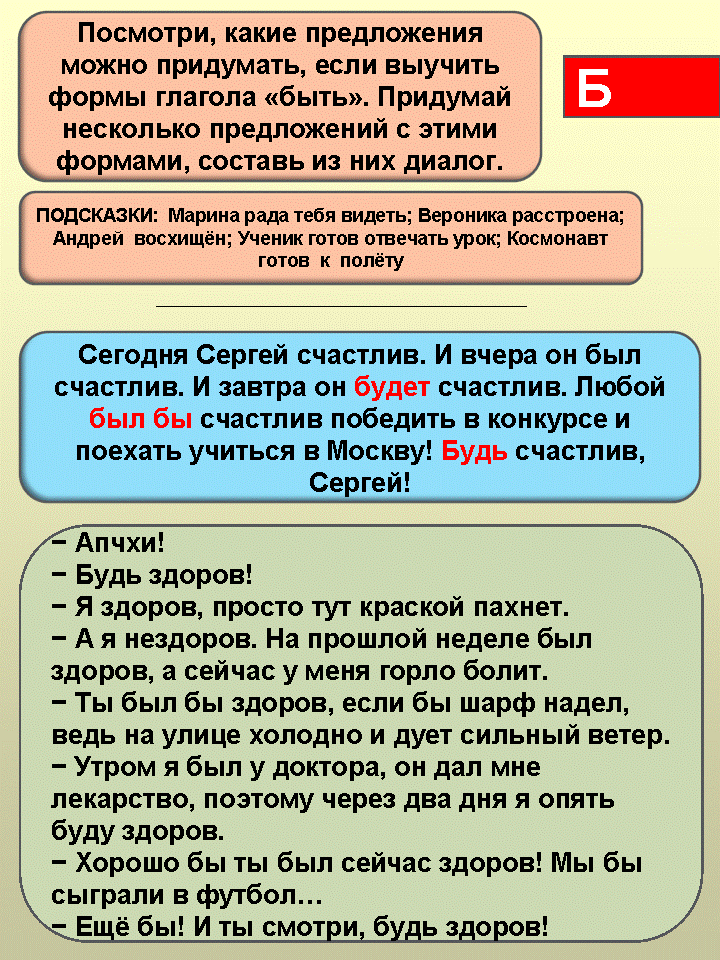 Посмотри, какие предложения
можно придумать, если выучить
формы глагола «быть». Придумай
несколько предложений с этими
формами, составь из них диалог.
Б
ПОДСКАЗКИ: Марина рада тебя видеть; Вероника расстроена;
Андрей восхищён; Ученик готов отвечать урок; Космонавт
готов к полёту
Сегодня Сергей счастлив. И вчера он был
счастлив. И завтра он будет счастлив. Любой
был бы счастлив победить в конкурсе и
поехать учиться в Москву! Будь счастлив,
Сергей!
− Апчхи!
− Будь здоров!
− Я здоров, просто тут краской пахнет.
− А я нездоров. На прошлой неделе был
здоров, а сейчас у меня горло болит.
− Ты был бы здоров, если бы шарф надел,
ведь на улице холодно и дует сильный ветер.
− Утром я был у доктора, он дал мне
лекарство, поэтому через два дня я опять
буду здоров.
− Хорошо бы ты был сейчас здоров! Мы бы
сыграли в футбол…
− Ещё бы! И ты смотри, будь здоров!